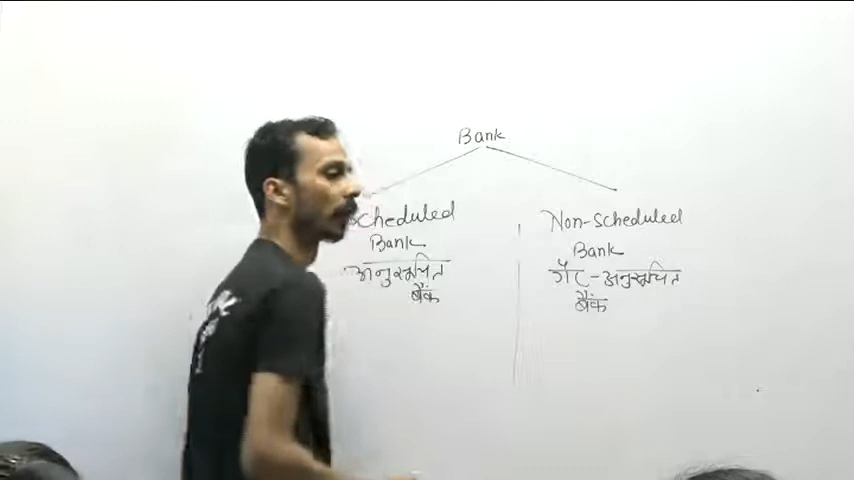 Bank
Scheduled
Bank
अनुसूचित
बैंक
Non-Scheduled
Bank
गैर-अनुसूचित
बैंक